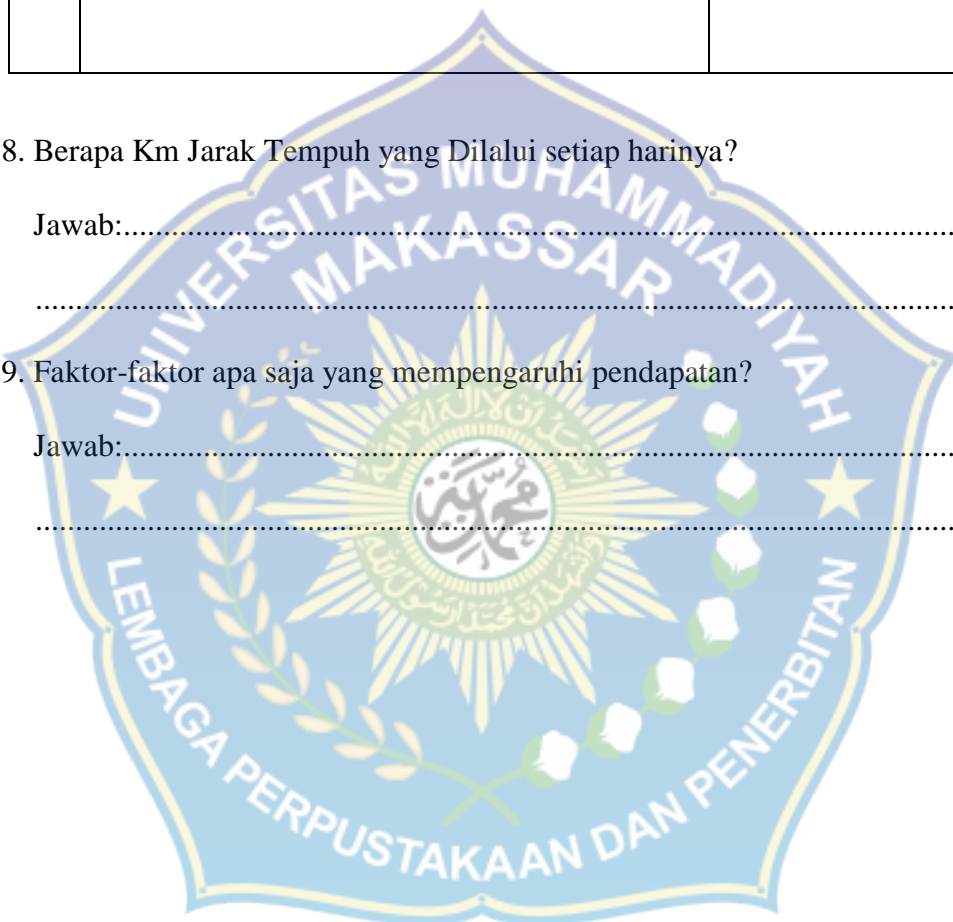 8. Berapa Km Jarak Tempuh yang Dilalui setiap harinya?
Jawab:...............................................................................................................
.........................................................................................................................
9. Faktor-faktor apa saja yang mempengaruhi pendapatan?
Jawab:...............................................................................................................
.........................................................................................................................
UNIVERSITAS MUHAMMADIYAH
MAKASSAR
محمد
LEMBAGA PERPUSTAKAAN DAN PENERBITAN